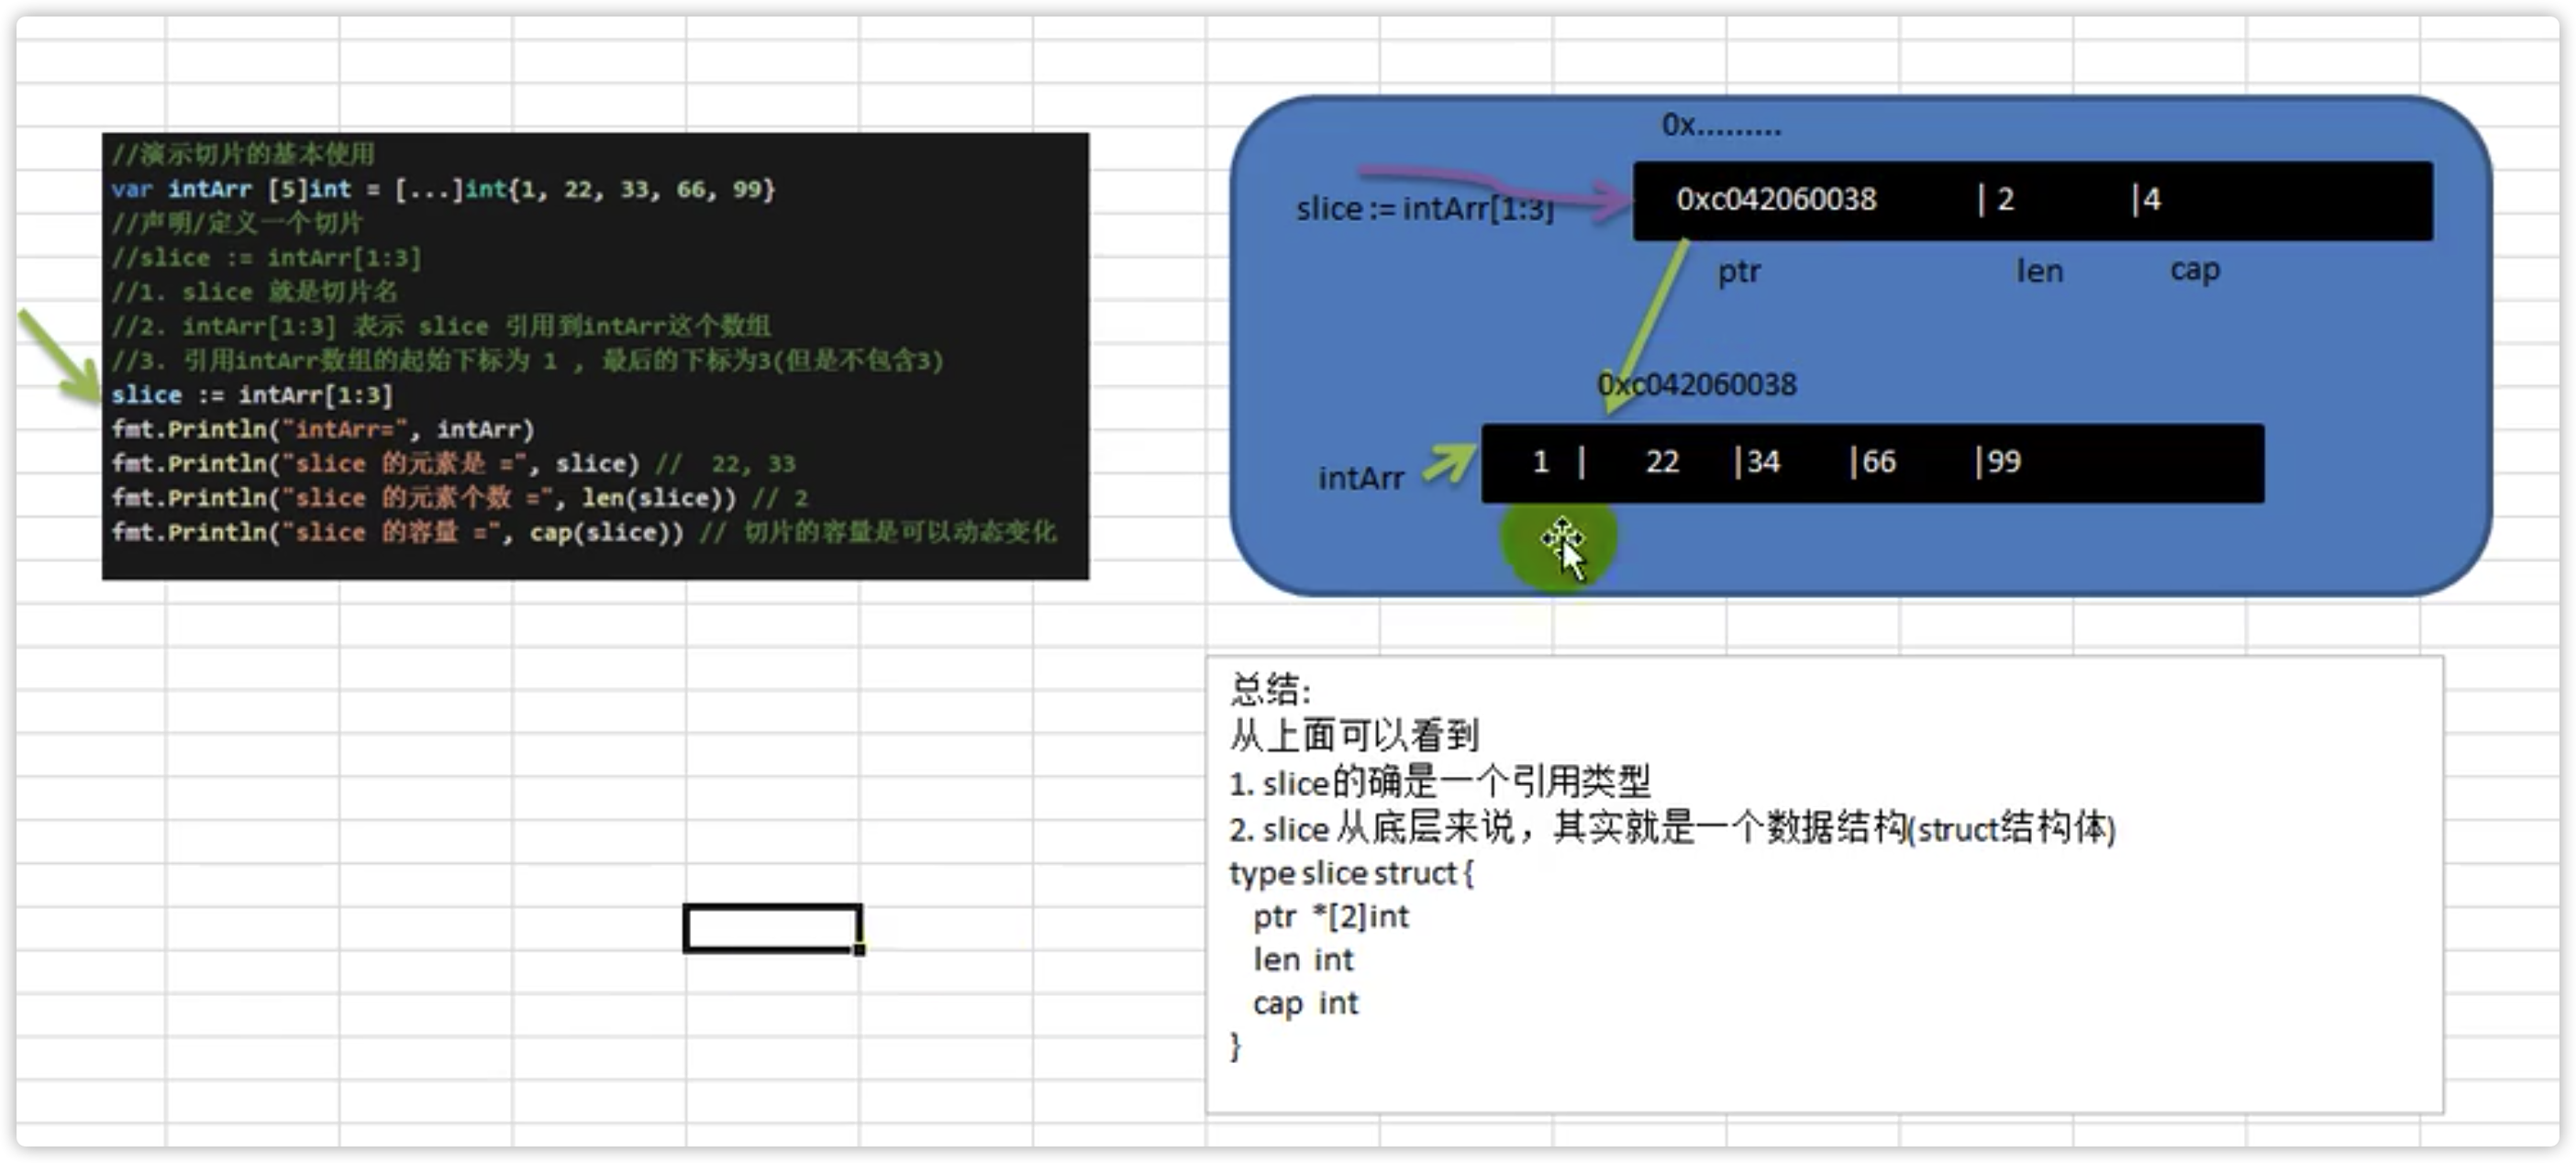 //演示切片的基本使用
var intArr [5]int = [...]int{1, 22, 33, 66, 99}
//声明/定义一个切片
//slice := intArr[1:3]
//1. slice 就是切片名
//2. intArr[1:3] 表示 slice 引用到intArr这个数组
//3. 引用intArr数组的起始下标为 1 , 最后的下标为3(但是不包含3)
slice := intArr[1:3]
fmt.Println("intArr=", intArr)
fmt.Println("slice 的元素是 =", slice) //  22, 33
fmt.Println("slice 的元素个数 =", len(slice)) // 2
fmt.Println("slice 的容量 =", cap(slice)) // 切片的容量是可以动态变化
0x.........
slice := intArr[1:3]
0xc042060038 | 2 |4
ptr len cap
0xc042060038
intArr
1 | 22 |34 |66 |99
总结:
从上面可以看到
1. slice的确是一个引用类型
2. slice 从底层来说，其实就是一个数据结构(struct结构体)
type slice struct {
ptr *[2]int
len int
cap int
}